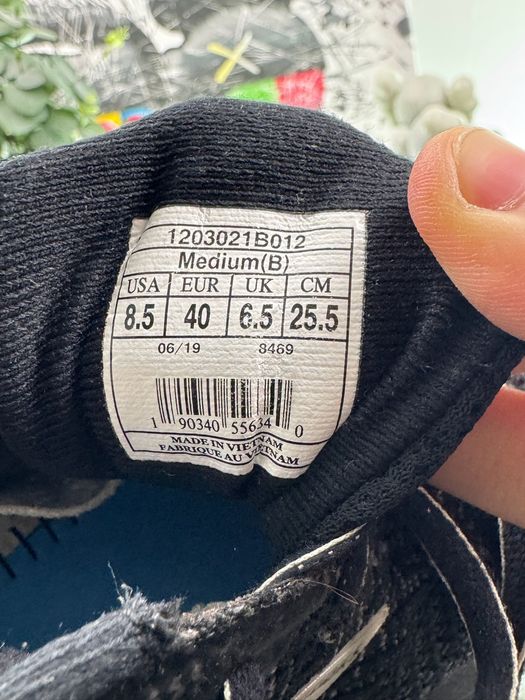 1203021B012
Medium(B)
USA EUR UK CM
8.5 40 6.5 25.5
06/19 8469
1 90340 55634 0
MADE IN VIETNAM
FABRIQUE AU VIETNAM